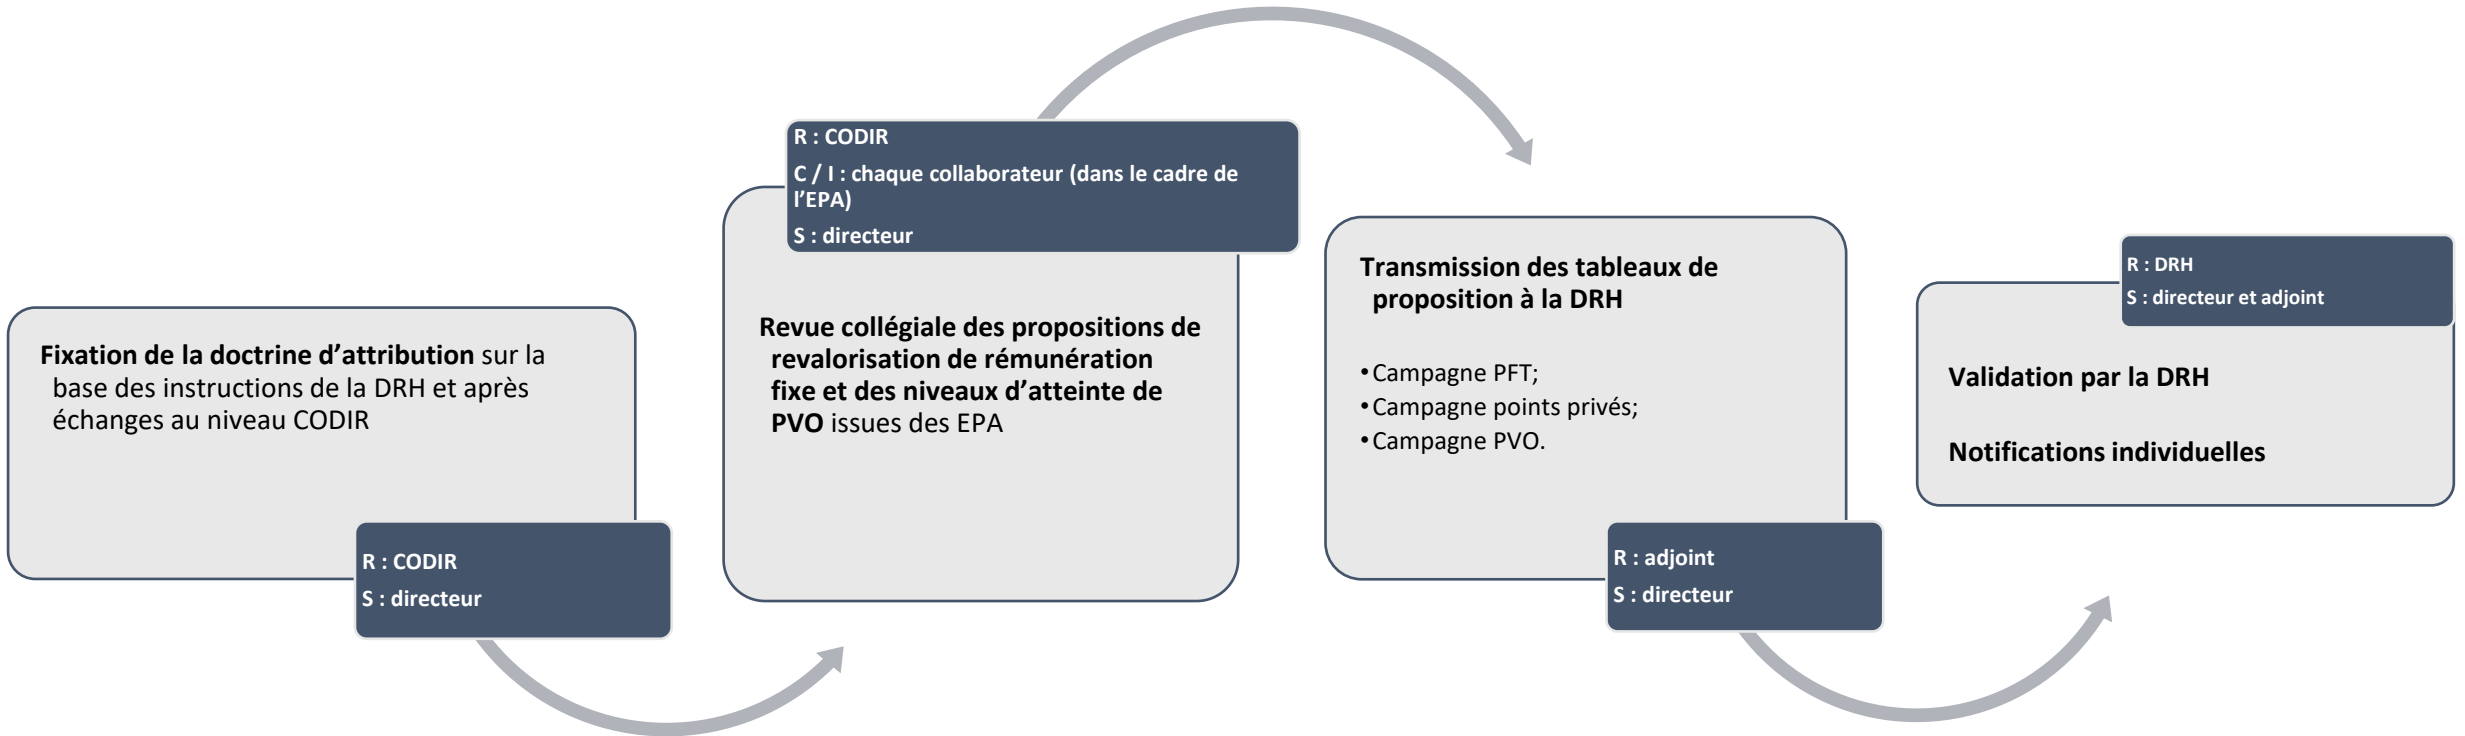 Fixation de la doctrine d’attribution sur la
base des instructions de la DRH et après
échanges au niveau CODIR
R : CODIR
S : directeur
R : CODIR
C / I : chaque collaborateur (dans le cadre de
l’EPA)
S : directeur
Revue collégiale des propositions de
revalorisation de rémunération
fixe et des niveaux d’atteinte de
PVO issues des EPA
Transmission des tableaux de
proposition à la DRH
•Campagne PFT;
•Campagne points privés;
•Campagne PVO.
R : adjoint
S : directeur
R : DRH
S : directeur et adjoint
Validation par la DRH
Notifications individuelles